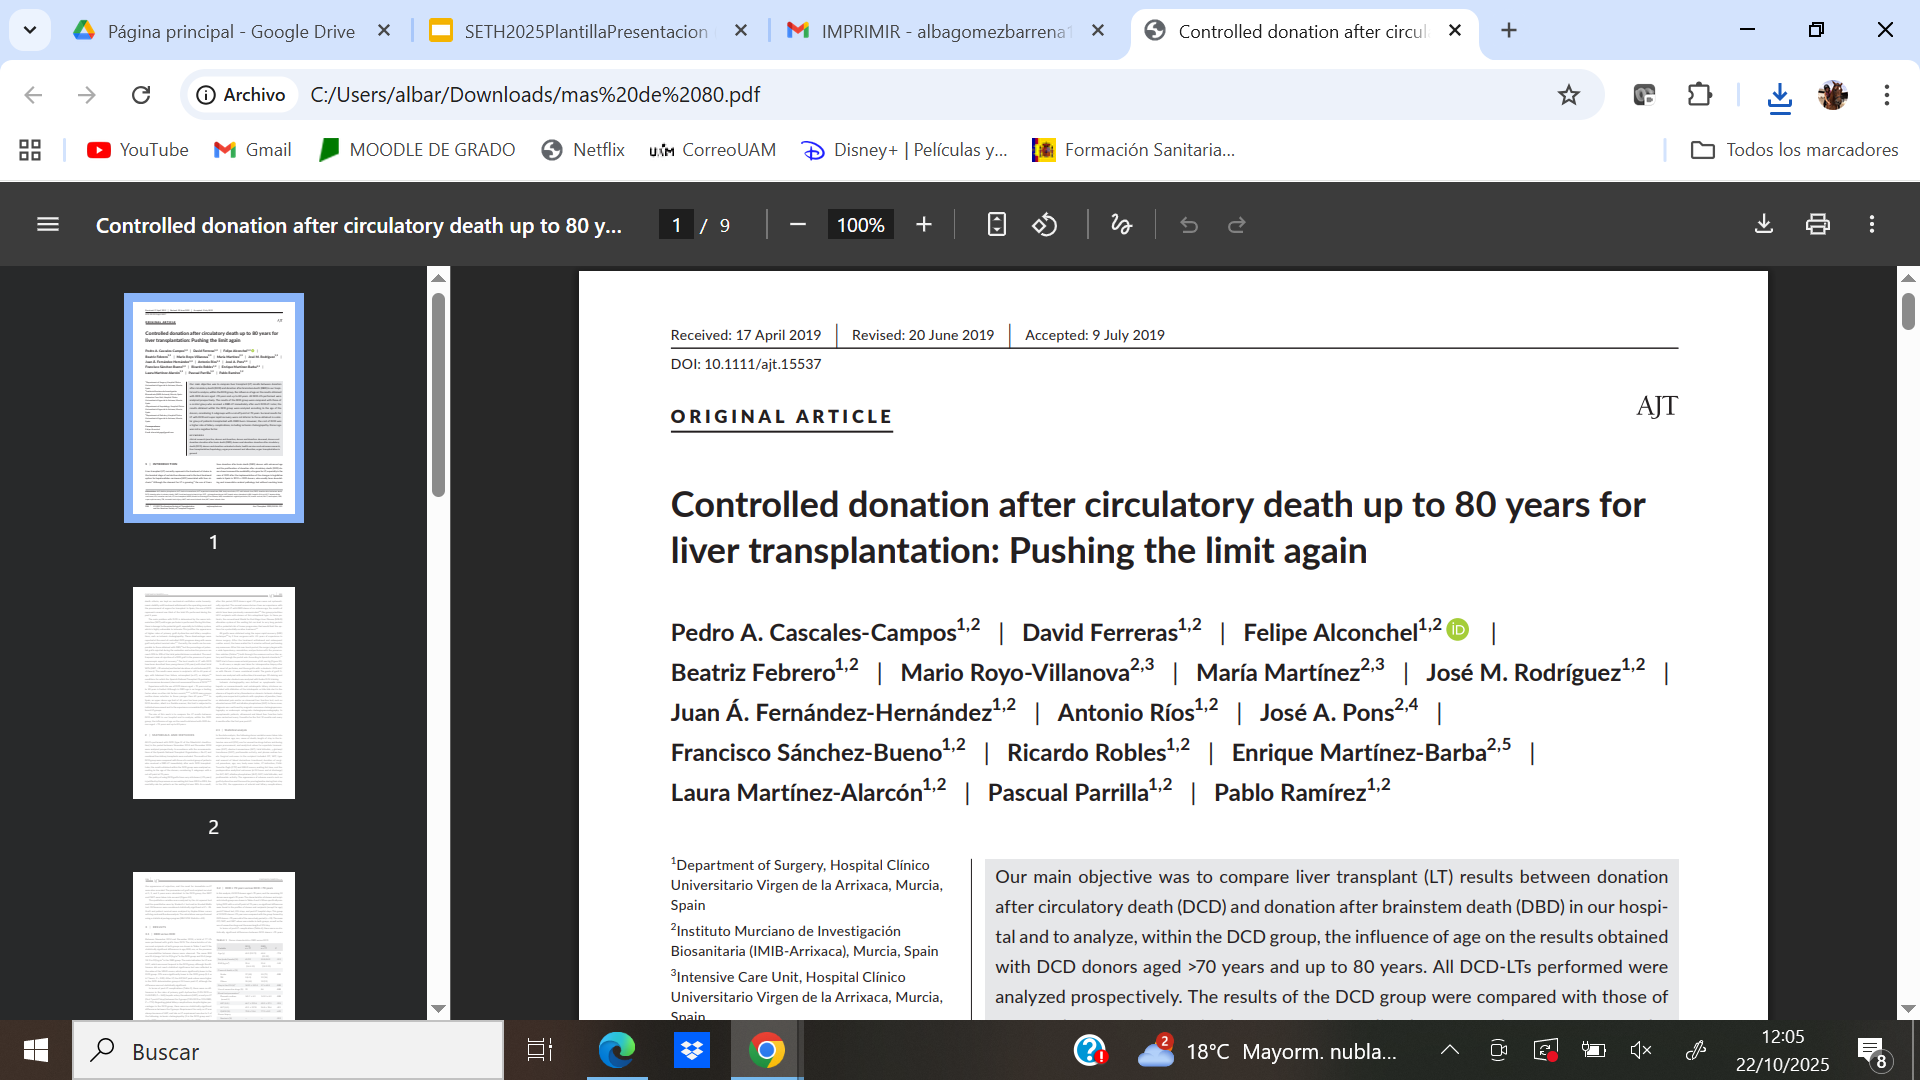 Página principal - Google Drive
SETH2025PlantillaPresentacion
IMPRIMIR - albagomezbarrena1
Controlled donation after circul
Archivo
C:/Users/albar/Downloads/mas%20de%2080.pdf
YouTube
Gmail
MOODLE DE GRADO
Netflix
UAM CorreoUAM
Disney+ | Películas y...
Formación Sanitaria...
Todos los marcadores
Controlled donation after circulatory death up to 80 y...
1 / 9
100%
1
2
Received: 17 April 2019 | Revised: 20 June 2019 | Accepted: 9 July 2019
DOI: 10.1111/ajt.15537
ORIGINAL ARTICLE
AJT
Controlled donation after circulatory death up to 80 years for
liver transplantation: Pushing the limit again
Pedro A. Cascales-Campos1,2 | David Ferreras1,2 | Felipe Alconchel1,2 iD |
Beatriz Febrero1,2 | Mario Royo-Villanova2,3 | María Martínez2,3 | José M. Rodríguez1,2 |
Juan Á. Fernández-Hernández1,2 | Antonio Ríos1,2 | José A. Pons2,4 |
Francisco Sánchez-Bueno1,2 | Ricardo Robles1,2 | Enrique Martínez-Barba2,5 |
Laura Martínez-Alarcón1,2 | Pascual Parrilla1,2 | Pablo Ramírez1,2
1Department of Surgery, Hospital Clínico
Universitario Virgen de la Arrixaca, Murcia,
Spain
2Instituto Murciano de Investigación
Biosanitaria (IMIB-Arrixaca), Murcia, Spain
3Intensive Care Unit, Hospital Clínico
Universitario Virgen de la Arrixaca, Murcia,
Spain
Our main objective was to compare liver transplant (LT) results between donation
after circulatory death (DCD) and donation after brainstem death (DBD) in our hospi-
tal and to analyze, within the DCD group, the influence of age on the results obtained
with DCD donors aged >70 years and up to 80 years. All DCD-LTs performed were
analyzed prospectively. The results of the DCD group were compared with those of
Buscar
2
18°C Mayorm. nubla...
12:05
22/10/2025
8